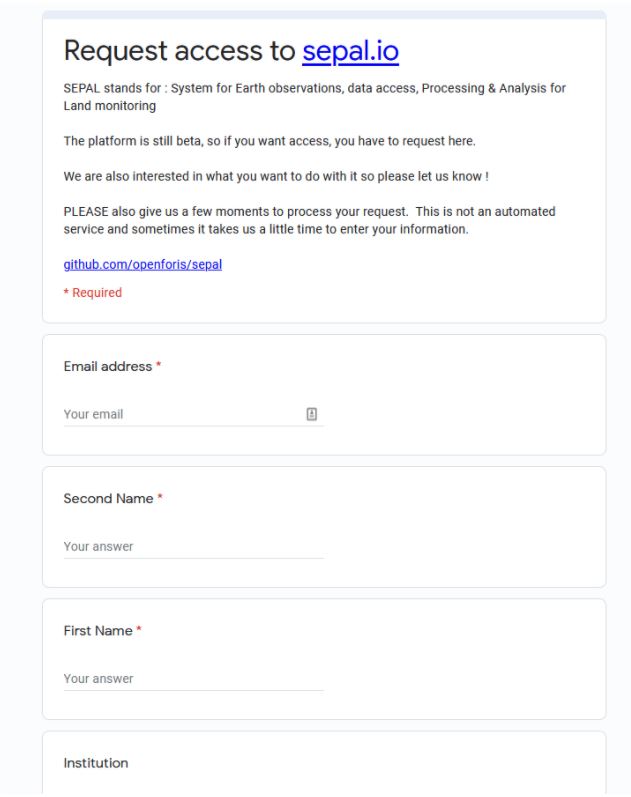 Request access to sepal.io
SEPAL stands for : System for Earth observations, data access, Processing & Analysis for
Land monitoring
The platform is still beta, so if you want access, you have to request here.
We are also interested in what you want to do with it so please let us know !
PLEASE also give us a few moments to process your request.  This is not an automated
service and sometimes it takes us a little time to enter your information.
github.com/openforis/sepal
* Required
Email address *
Your email
Second Name *
Your answer
First Name *
Your answer
Institution